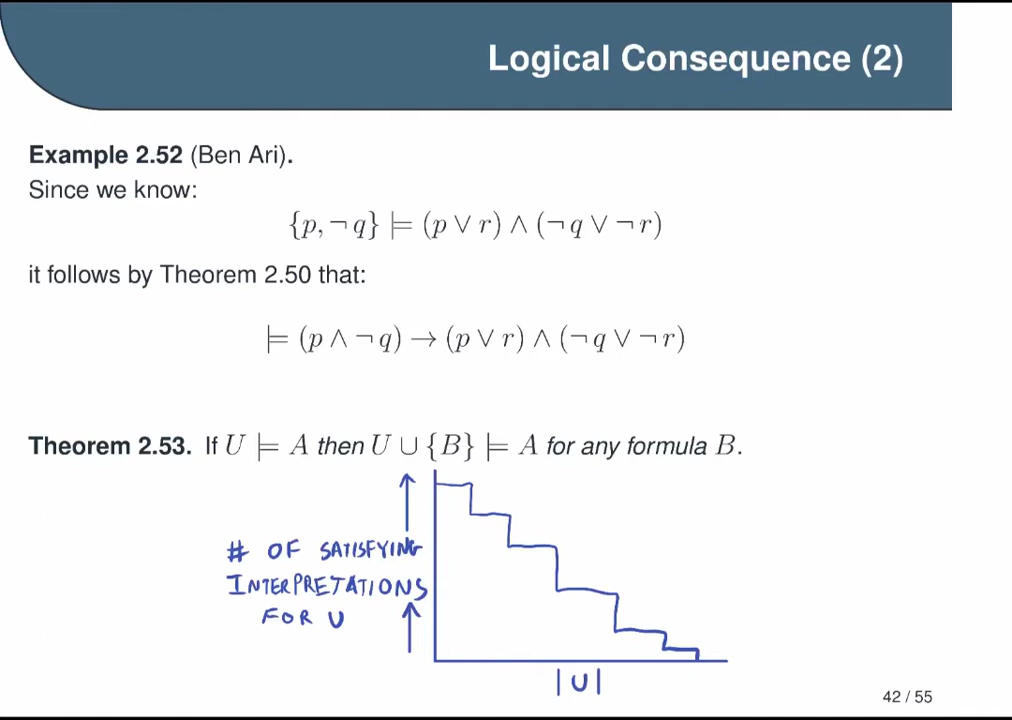 Logical Consequence (2)
Example 2.52 (Ben Ari).
Since we know:
{p, ¬ q} ⊨ (p ∨ r) ∧ (¬ q ∨ ¬ r)
it follows by Theorem 2.50 that:
⊨ (p ∧ ¬ q) → (p ∨ r) ∧ (¬ q ∨ ¬ r)
Theorem 2.53. If U ⊨ A then U ∪ {B} ⊨ A for any formula B.
# OF SATISFYING
INTERPRETATIONS
FOR U
|U|
42 / 55